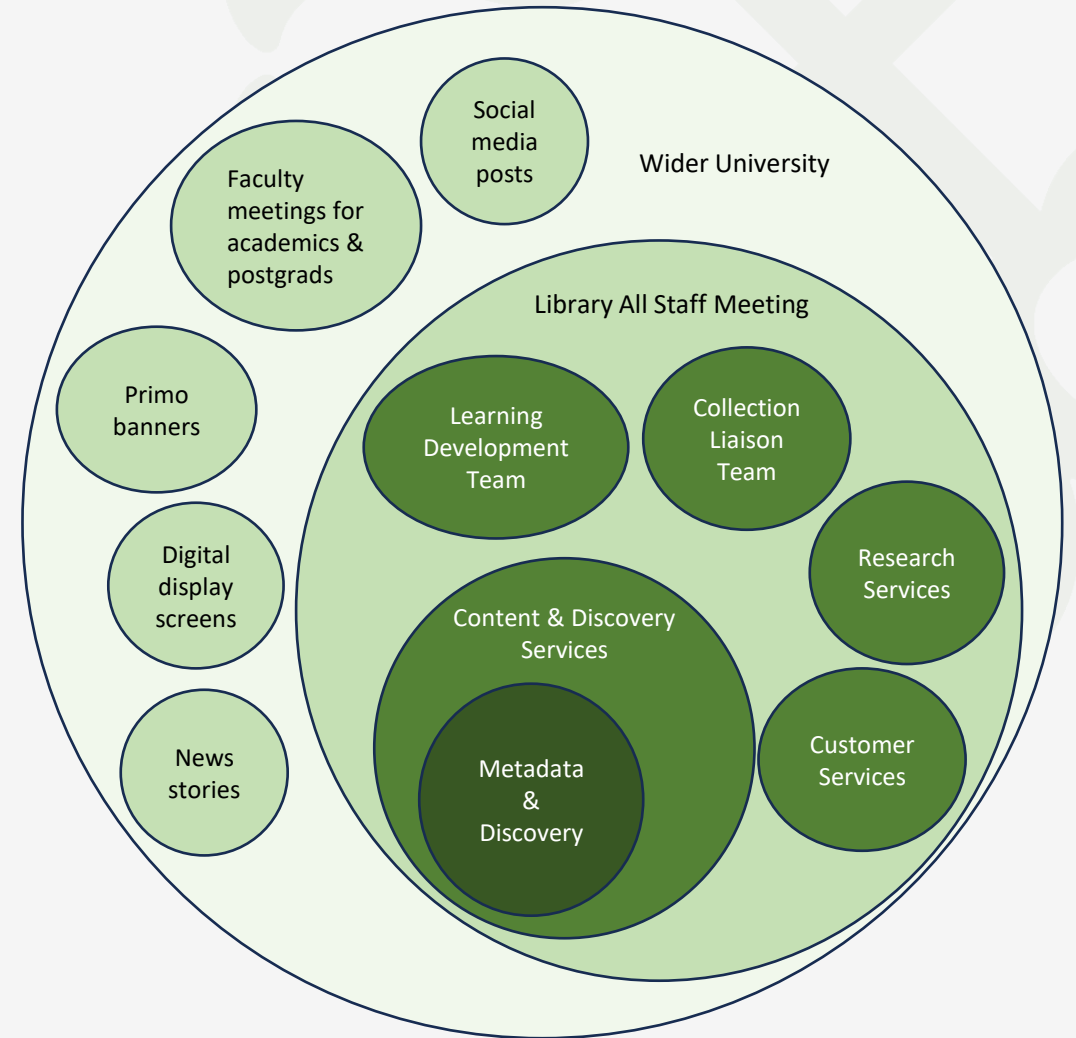 Social
media
posts
Wider University
Faculty
meetings for
academics &
postgrads
Library All Staff Meeting
Primo
banners
Learning
Development
Team
Collection
Liaison
Team
Digital
display
screens
Research
Services
Content & Discovery
Services
News
stories
Metadata
&
Discovery
Customer
Services